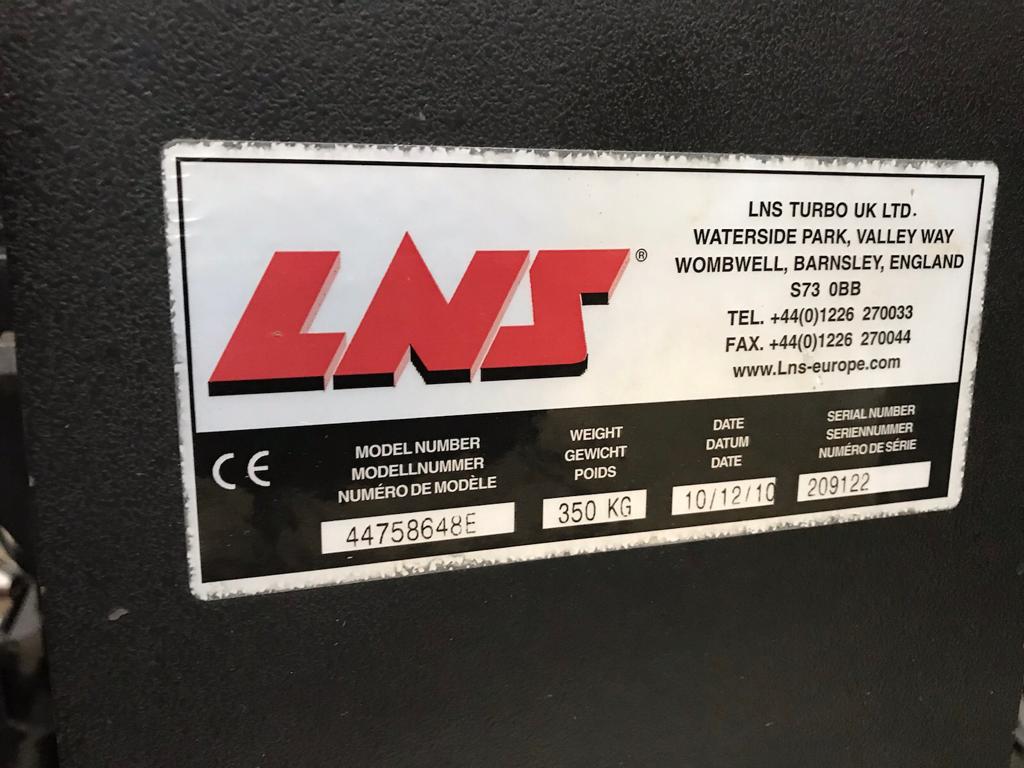 LNS®
LNS TURBO UK LTD.
WATERSIDE PARK, VALLEY WAY
WOMBWELL, BARNSLEY, ENGLAND
S73 0BB
TEL. +44(0)1226 270033
FAX. +44(0)1226 270044
www.Lns-europe.com
CE
MODEL NUMBER
MODELLNUMMER
NUMÉRO DE MODÈLE
44758648E
WEIGHT
GEWICHT
POIDS
350 KG
DATE
DATUM
DATE
10/12/10
SERIAL NUMBER
SERIENNUMMER
NUMÉRO DE SÉRIE
209122